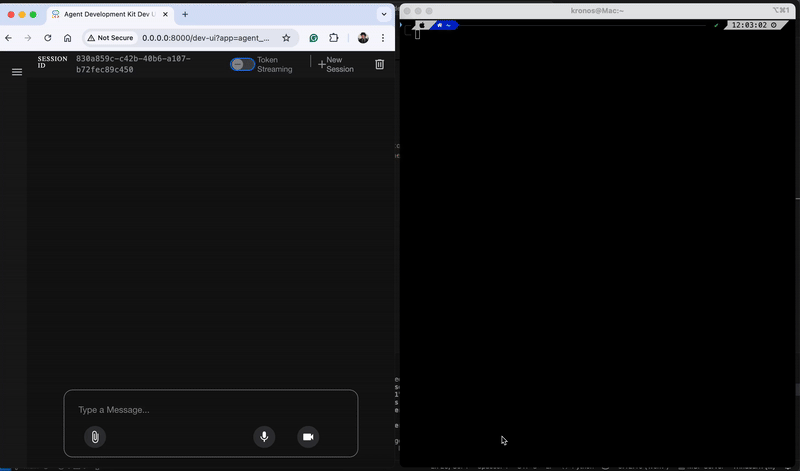 Agent Development Kit Dev U
Not Secure
0.0.0.0:8000/dev-ui?app=agent_...
SESSION
ID
830a859c-c42b-40b6-a107-
b72fec89c450
Token
Streaming
New
Session
Type a Message...
kronos@Mac:~
⌥⌘1
~
12:03:02